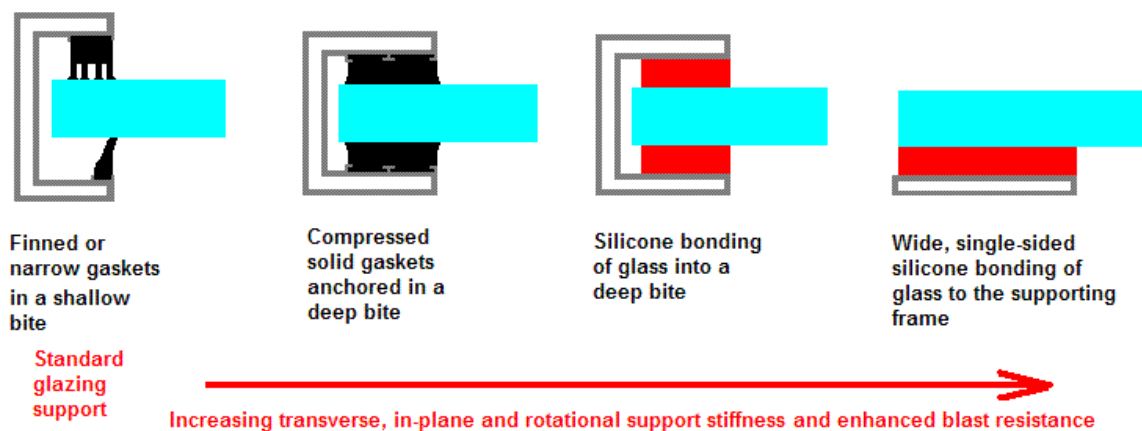 Finned or
narrow gaskets
in a shallow
bite
Compressed
solid gaskets
anchored in a
deep bite
Silicone bonding
of glass into a
deep bite
Wide, single-sided
silicone bonding of
glass to the supporting
frame
Standard
glazing
support
Increasing transverse, in-plane and rotational support stiffness and enhanced blast resistance